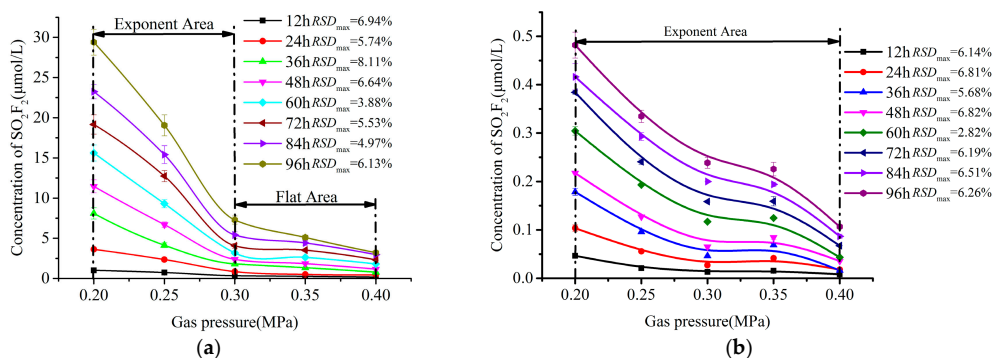 Concentration of SO₂F₂(μmol/L)
30
25
20
15
10
5
0
Exponent Area
Flat Area
12h RSDmax=6.94%
24h RSDmax=5.74%
36h RSDmax=8.11%
48h RSDmax=6.64%
60h RSDmax=3.88%
72h RSDmax=5.53%
84h RSDmax=4.97%
96h RSDmax=6.13%
0.20 0.25 0.30 0.35 0.40
Gas pressure(MPa)
(a)
Concentration of SO₂F₂(μmol/L)
0.5
0.4
0.3
0.2
0.1
0.0
Exponent Area
12h RSDmax=6.14%
24h RSDmax=6.81%
36h RSDmax=5.68%
48h RSDmax=6.82%
60h RSDmax=2.82%
72h RSDmax=6.19%
84h RSDmax=6.51%
96h RSDmax=6.26%
0.20 0.25 0.30 0.35 0.40
Gas pressure(MPa)
(b)